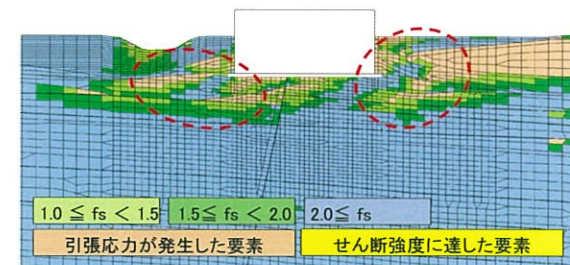 1.0 ≦ fs < 1.5
1.5≦ fs < 2.0
2.0≦ fs
引張応力が発生した要素
せん断強度に達した要素